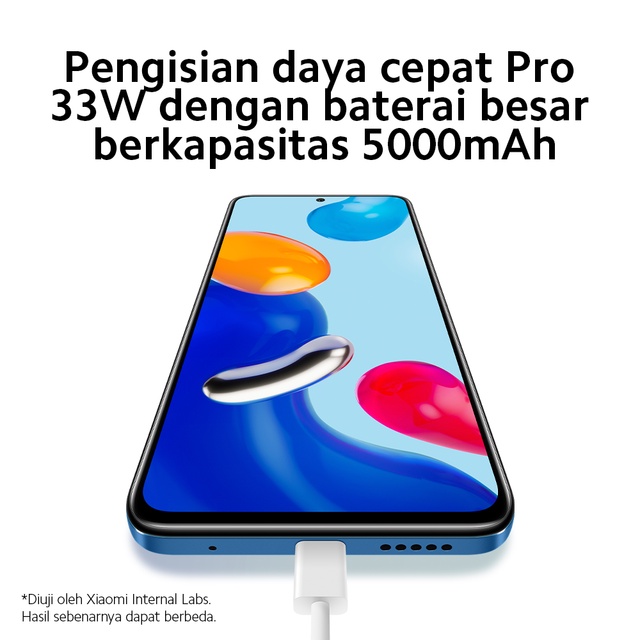 Pengisian daya cepat Pro
33W dengan baterai besar
berkapasitas 5000mAh
*Diuji oleh Xiaomi Internal Labs.
Hasil sebenarnya dapat berbeda.